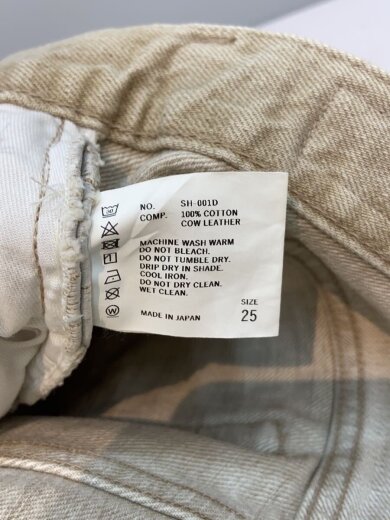 NO. SH-001D
COMP. 100% COTTON
COW LEATHER
MACHINE WASH WARM
DO NOT BLEACH.
DO NOT TUMBLE DRY.
DRIP DRY IN SHADE.
COOL IRON.
DO NOT DRY CLEAN.
WET CLEAN.
W
SIZE
MADE IN JAPAN 25